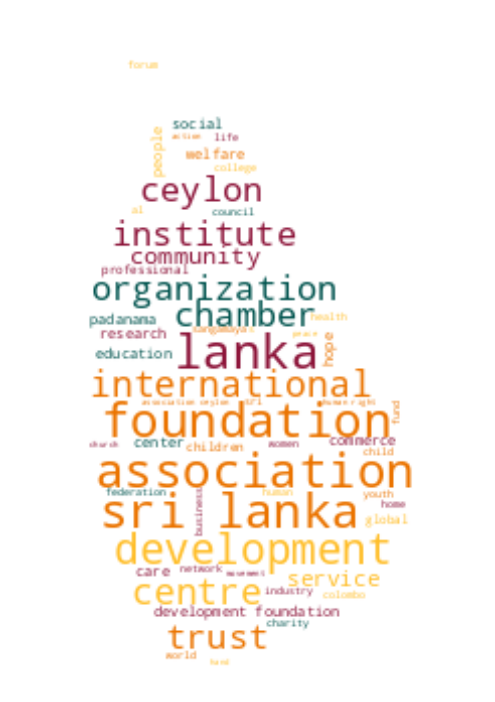 forum
social
active life
people
welfare
college
ceylon
al
council
institute
community
professional
organization
chamber
padanama
health
sangamaya
peace
research
hope
lanka
education
international
association ceylon
human right
fund
foundation
church
center
children
women
commerce
child
association
federation
human
youth
business
home
sri lanka
global
development
care
network
movement
service
centre
industry
colombo
development foundation
charity
trust
world
hand